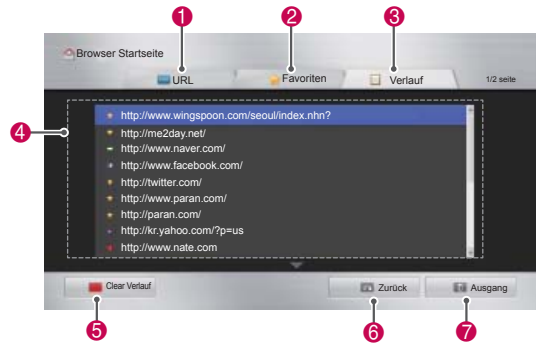 1 2 3
Browser Startseite
URL Favoriten Verlauf 1/2 seite
4
http://www.wingspoon.com/seoul/index.nhn?
http://me2day.net/
http://www.naver.com/
http://www.facebook.com/
http://twitter.com/
http://www.paran.com/
http://paran.com/
http://kr.yahoo.com/?p=us
http://www.nate.com
Clear Verlauf Zurück Ausgang
5 6 7